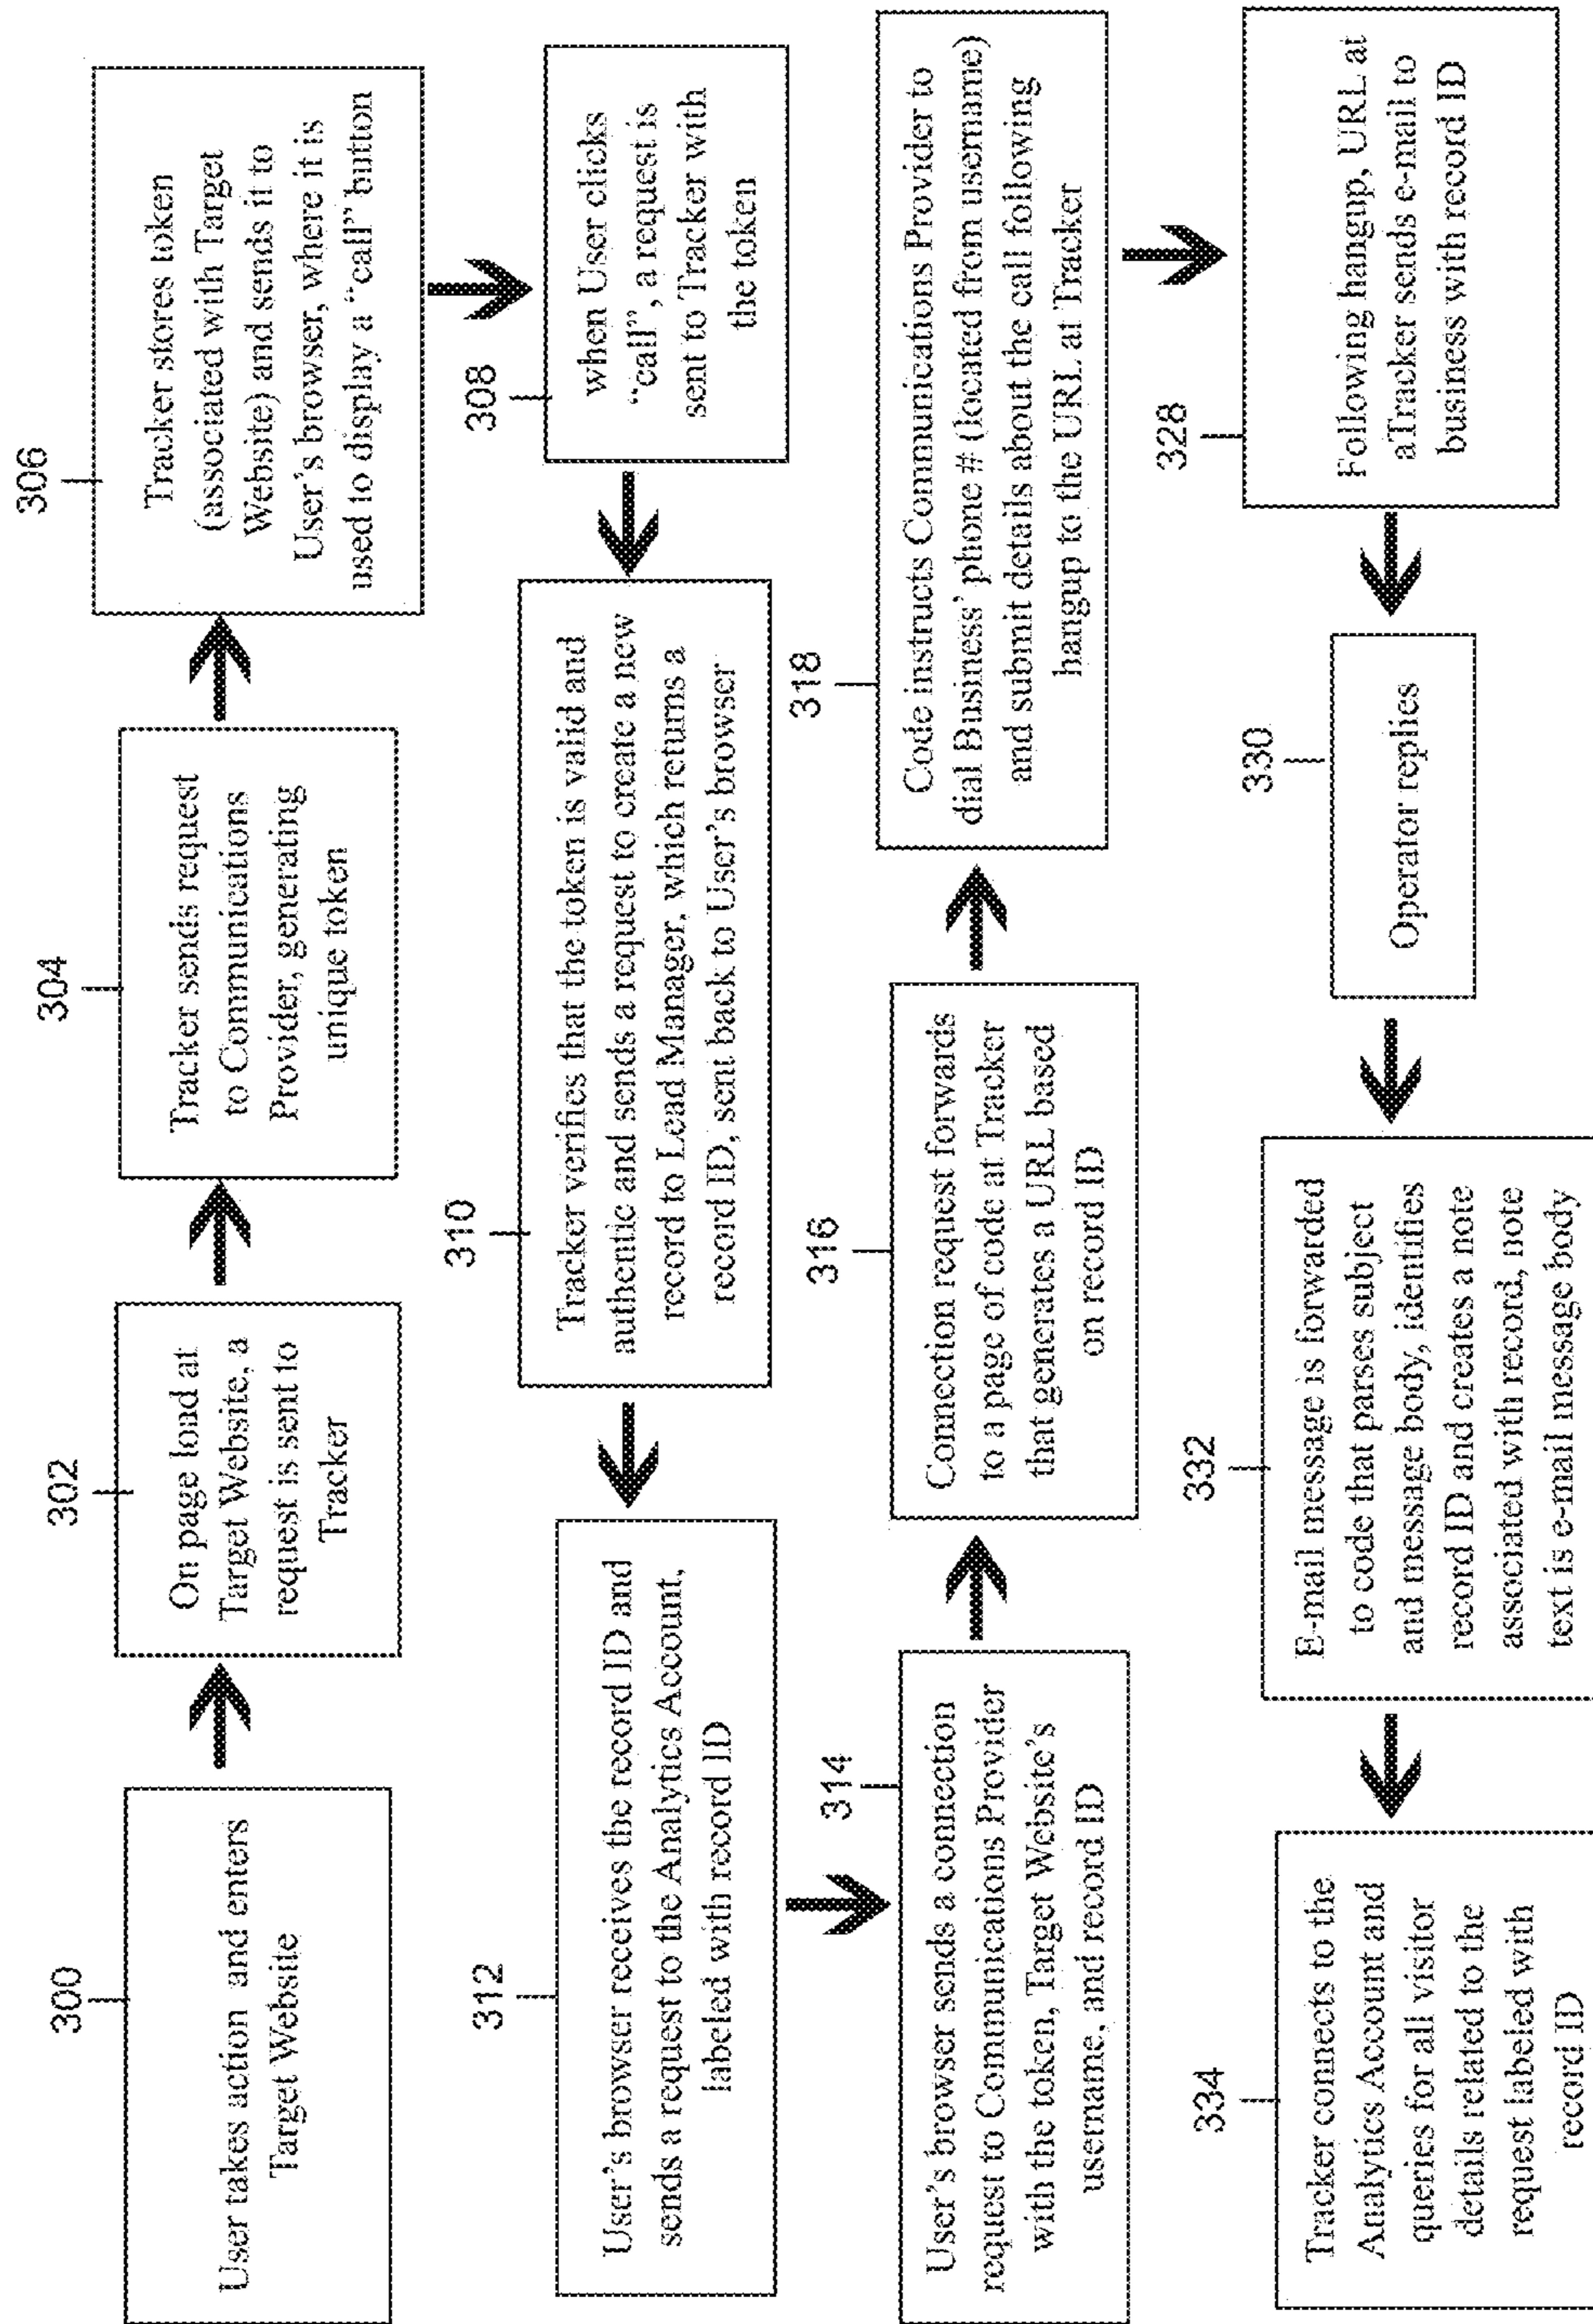 300
User takes action and enters
Target Website
302
On page load at
Target Website, a
request is sent to
Tracker
304
Tracker sends request
to Communications
Provider, generating
unique token
306
Tracker stores token
(associated with Target
Website) and sends it to
User's browser, where it is
used to display a “call” button
308
when User clicks
“call”, a request is
sent to Tracker with
the token
310
Tracker verifies that the token is valid and
authentic and sends a request to create a new
record to Lead Manager, which returns a
record ID, sent back to User's browser
312
User's browser receives the record ID and
sends a request to the Analytics Account,
labeled with record ID
314
User's browser sends a connection
request to Communications Provider
with the token, Target Website's
username, and record ID
316
Connection request forwards
to a page of code at Tracker
that generates a URL based
on record ID
318
Code instructs Communications Provider to
dial Business' phone # (located from username)
and submit details about the call following
hangup to the URL at Tracker
328
Following hangup, URL at
aTracker sends e-mail to
business with record ID
330
Operator replies
332
E-mail message is forwarded
to code that parses subject
and message body, identifies
record ID and creates a note
associated with record, note
text is e-mail message body
334
Tracker connects to the
Analytics Account and
queries for all visitor
details related to the
request labeled with
record ID